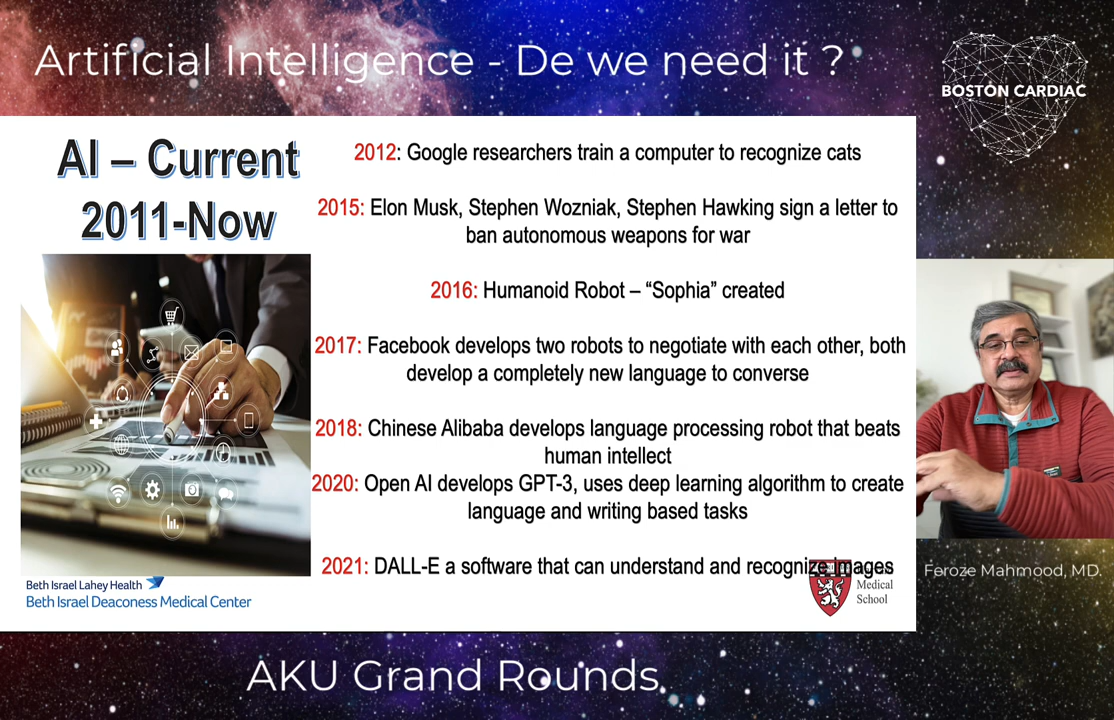 Artificial Intelligence - De we need it ?
BOSTON CARDIAC
AI – Current
2011-Now
2012: Google researchers train a computer to recognize cats
2015: Elon Musk, Stephen Wozniak, Stephen Hawking sign a letter to
ban autonomous weapons for war
2016: Humanoid Robot – “Sophia” created
2017: Facebook develops two robots to negotiate with each other, both
develop a completely new language to converse
2018: Chinese Alibaba develops language processing robot that beats
human intellect
2020: Open AI develops GPT-3, uses deep learning algorithm to create
language and writing based tasks
2021: DALL-E a software that can understand and recognize Images
Beth Israel Lahey Health
Beth Israel Deaconess Medical Center
Medical
School
Feroze Mahmood, MD.
AKU Grand Rounds